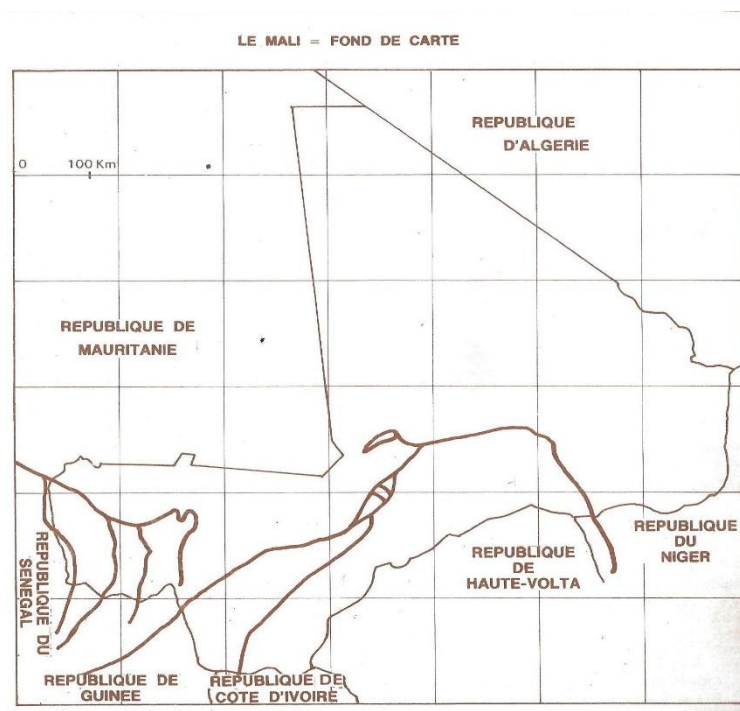 LE MALI = FOND DE CARTE
REPUBLIQUE
D'ALGERIE
0 100 Km
REPUBLIQUE DE
MAURITANIE
REPUBLIQUE DU
SENEGAL
REPUBLIQUE
DE
HAUTE-VOLTA
REPUBLIQUE
DU
NIGER
REPUBLIQUE DE
GUINEE
REPUBLIQUE DE
COTE D'IVOIRE